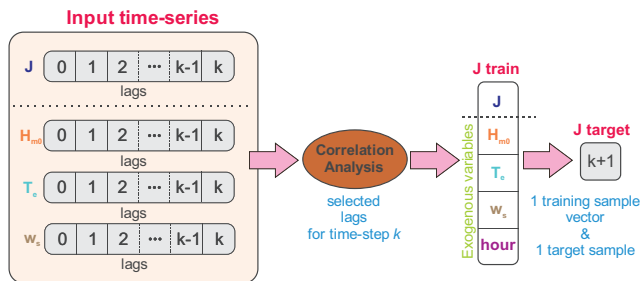 Input time-series
J 0 1 2 ... k-1 k
lags
Hm0 0 1 2 ... k-1 k
lags
Te 0 1 2 ... k-1 k
lags
ws 0 1 2 ... k-1 k
lags
Correlation
Analysis
selected
lags
for time-step k
J train
J
Exogenous variables
Hm0
Te
ws
hour
J target
k+1
1 training sample
vector
&
1 target sample